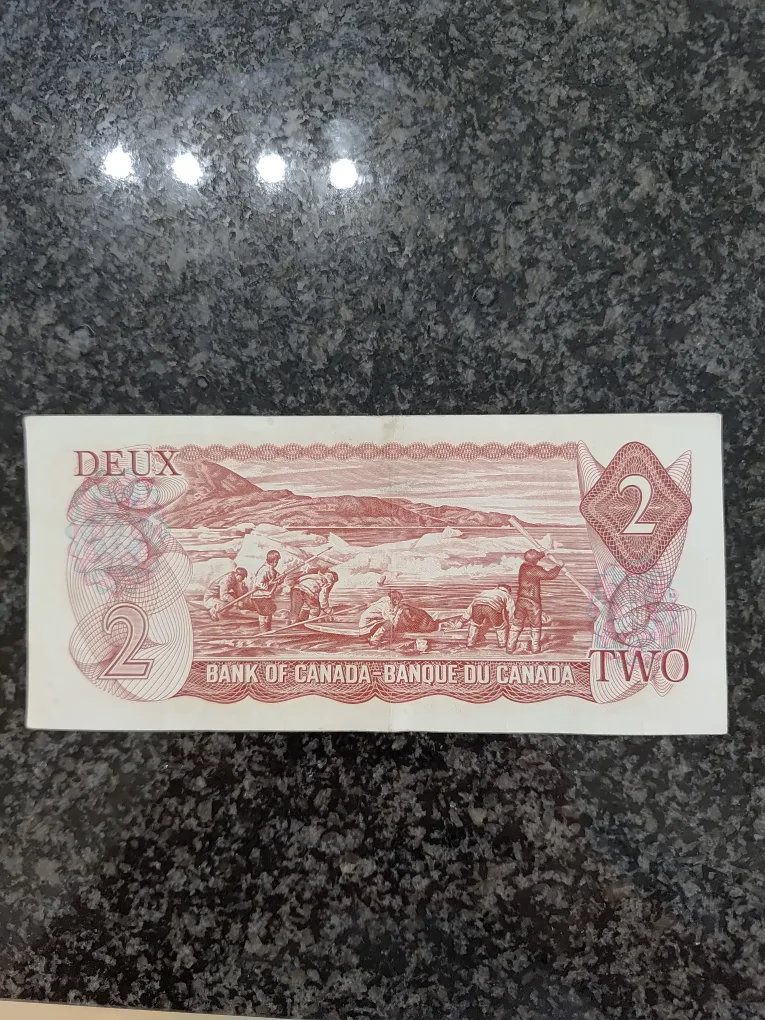 DEUX
2
2
BANK OF CANADA-BANQUE DU CANADA
TWO